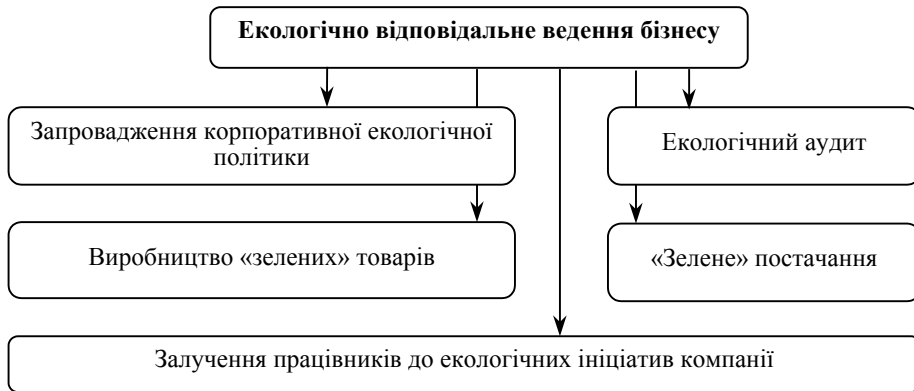 Екологічно відповідальне ведення бізнесу
Запровадження корпоративної екологічної
політики
Екологічний аудит
Виробництво «зелених» товарів
«Зелене» постачання
Залучення працівників до екологічних ініціатив компанії